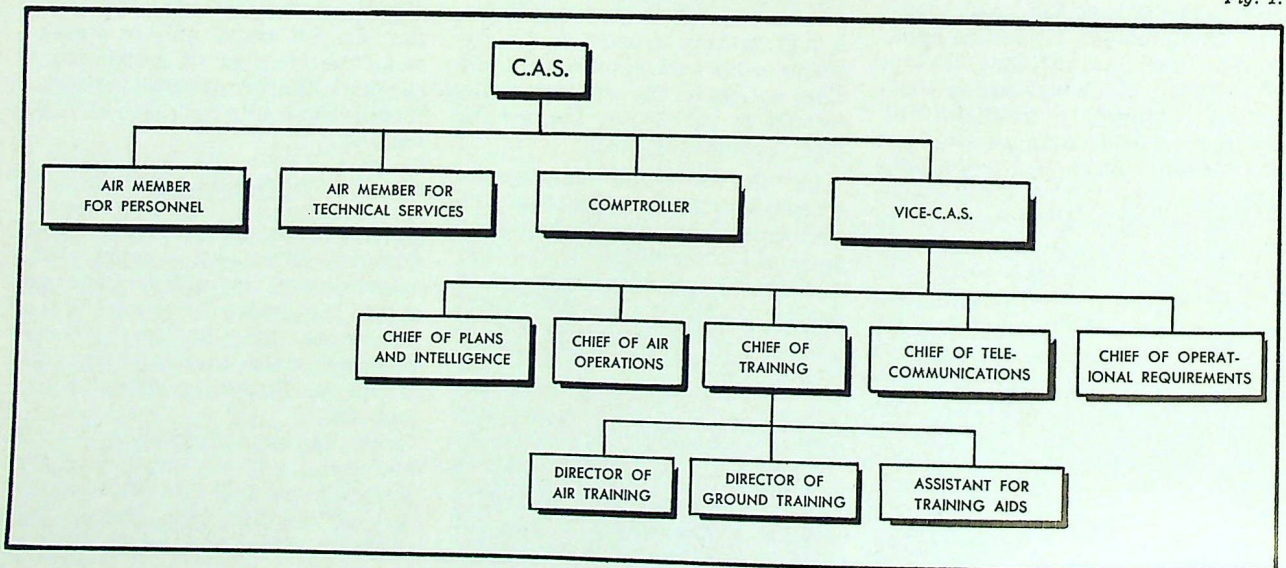 Fig. 1.
C.A.S.
AIR MEMBER
FOR PERSONNEL
AIR MEMBER FOR
TECHNICAL SERVICES
COMPTROLLER
VICE-C.A.S.
CHIEF OF PLANS
AND INTELLIGENCE
CHIEF OF AIR
OPERATIONS
CHIEF OF
TRAINING
CHIEF OF TELE-
COMMUNICATIONS
CHIEF OF OPERAT-
IONAL REQUIREMENTS
DIRECTOR OF
AIR TRAINING
DIRECTOR OF
GROUND TRAINING
ASSISTANT FOR
TRAINING AIDS